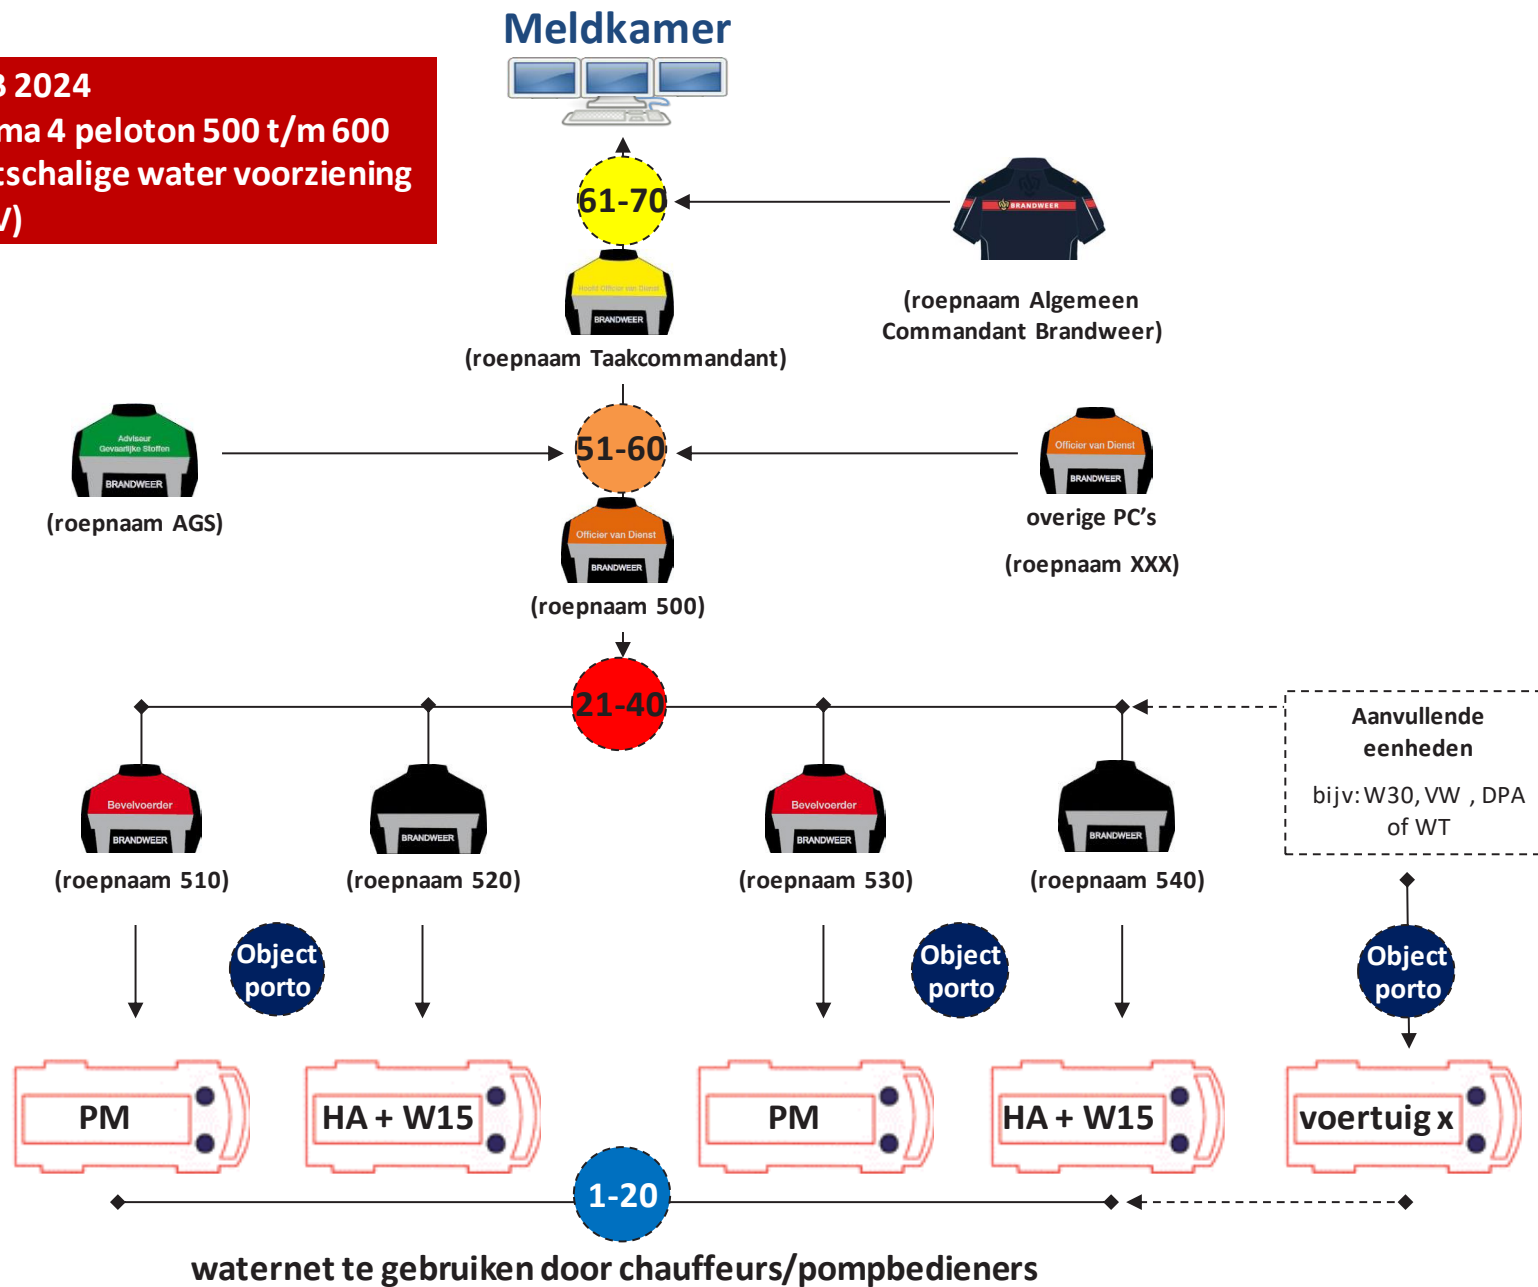 Meldkamer
2024
4 peloton 500 t/m 600
water voorziening
61-70
BRANDWEER
Hoofd Officier van Dienst
BRANDWEER
(roepnaam Algemeen
Commandant Brandweer)
(roepnaam Taakcommandant)
Adviseur
Gevaarlijke Stoffen
BRANDWEER
(roepnaam AGS)
51-60
Officier van Dienst
BRANDWEER
overige PC’s
(roepnaam XXX)
Officier van Dienst
BRANDWEER
(roepnaam 500)
21-40
Aanvullende
eenheden
bijv: W30, VW , DPA
of WT
Bevelvoerder
BRANDWEER
(roepnaam 510)
BRANDWEER
(roepnaam 520)
Bevelvoerder
BRANDWEER
(roepnaam 530)
BRANDWEER
(roepnaam 540)
Object
porto
Object
porto
Object
porto
PM
HA + W15
PM
HA + W15
voertuig x
1-20
waternet te gebruiken door chauffeurs/pompbedieners